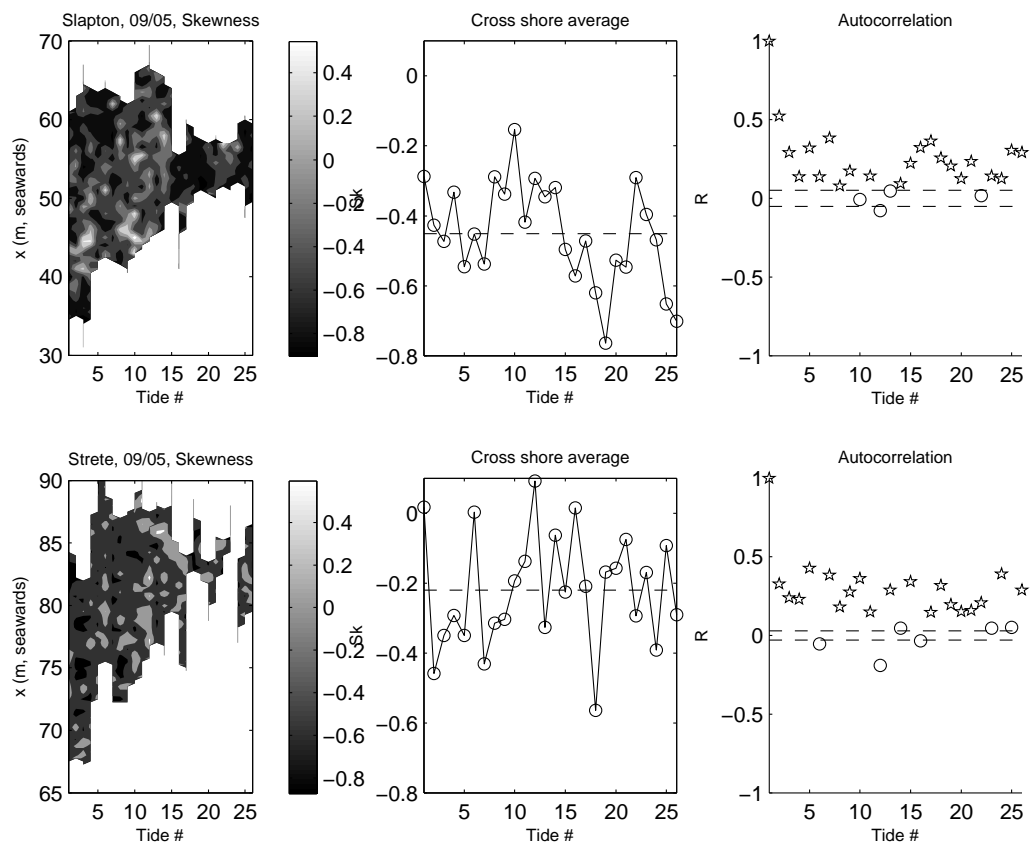 Slapton, 09/05, Skewness
Cross shore average
Autocorrelation
70
60
50
40
30
x (m, seawards)
5 10 15 20 25
Tide #
0.4
0.2
0
−0.2
−0.4
−0.6
−0.8
Sk
0
−0.2
−0.4
−0.6
−0.8
5 10 15 20 25
Tide #
1
0.5
0
−0.5
−1
R
5 10 15 20 25
Tide #
Strete, 09/05, Skewness
Cross shore average
Autocorrelation
90
85
80
75
70
65
x (m, seawards)
5 10 15 20 25
Tide #
0.4
0.2
0
−0.2
−0.4
−0.6
−0.8
Sk
0
−0.2
−0.4
−0.6
−0.8
5 10 15 20 25
Tide #
1
0.5
0
−0.5
−1
R
5 10 15 20 25
Tide #